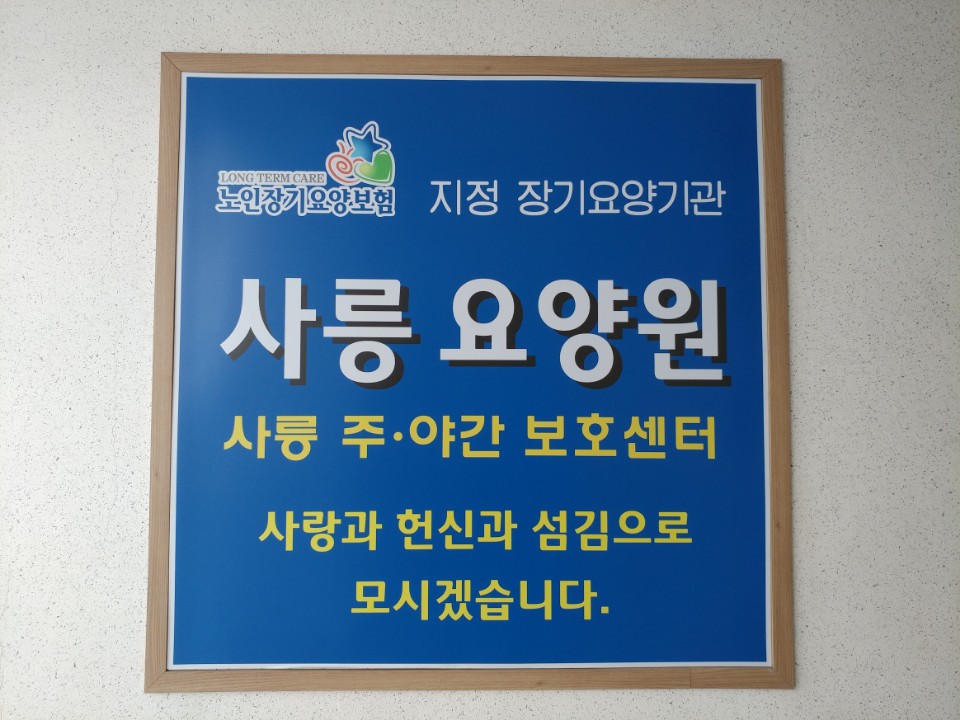 LONG TERM CARE
노인장기요양보험 지정 장기요양기관
사릉 요양원
사릉 주·야간 보호센터
사랑과 헌신과 섬김으로
모시겠습니다.